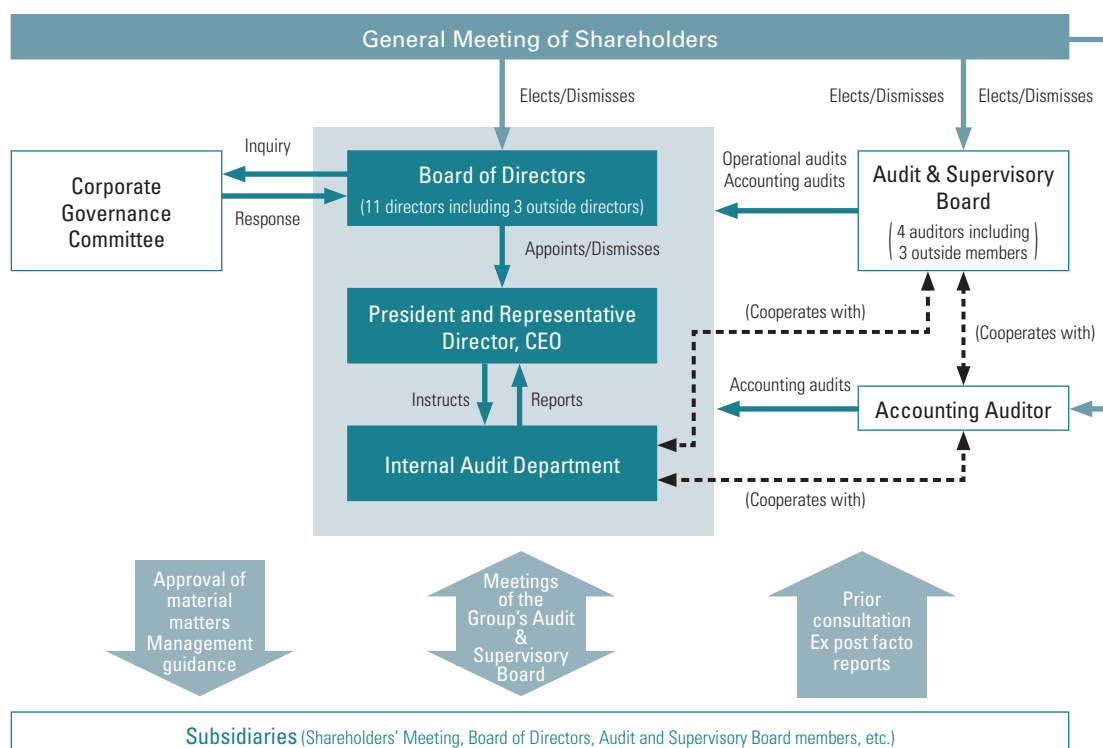 General Meeting of Shareholders
Elects/Dismisses
Elects/Dismisses
Elects/Dismisses
Inquiry
Response
Corporate
Governance
Committee
Board of Directors
(11 directors including 3 outside directors)
Operational audits
Accounting audits
Audit & Supervisory
Board
(4 auditors including
3 outside members)
Appoints/Dismisses
President and Representative
Director, CEO
(Cooperates with)
(Cooperates with)
Instructs
Reports
Accounting audits
Accounting Auditor
Internal Audit Department
(Cooperates with)
Approval of
material
matters
Management
guidance
Meetings
of the
Group's Audit
&
Supervisory
Board
Prior
consultation
Ex post facto
reports
Subsidiaries (Shareholders' Meeting, Board of Directors, Audit and Supervisory Board members, etc.)